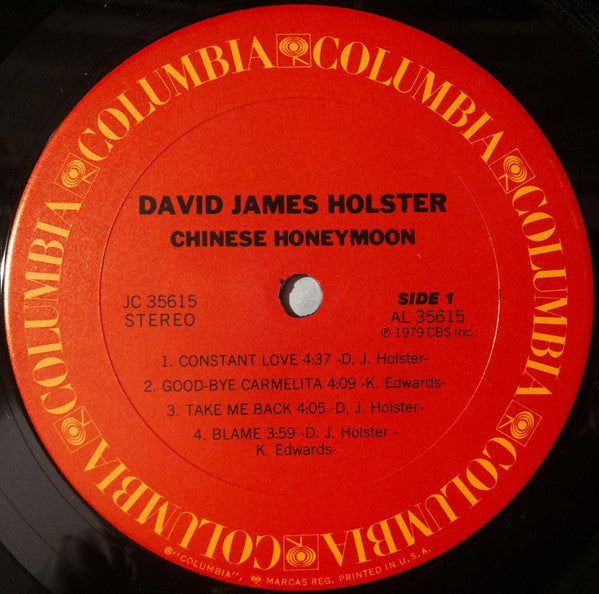 COLUMBIA COLUMBIA COLUMBIA COLUMBIA COLUMBIA COLUMBIA
DAVID JAMES HOLSTER
CHINESE HONEYMOON
JC 35615
STEREO
SIDE 1
AL 35615
℗ 1979 CBS Inc.
1. CONSTANT LOVE 4:37 -D. J. Holster-
2. GOOD-BYE CARMELITA 4:09 -K. Edwards-
3. TAKE ME BACK 4:05 -D. J. Holster-
4. BLAME 3:59 -D. J. Holster -
K. Edwards-
®"COLUMBIA", MARCAS REG. PRINTED IN U.S.A.